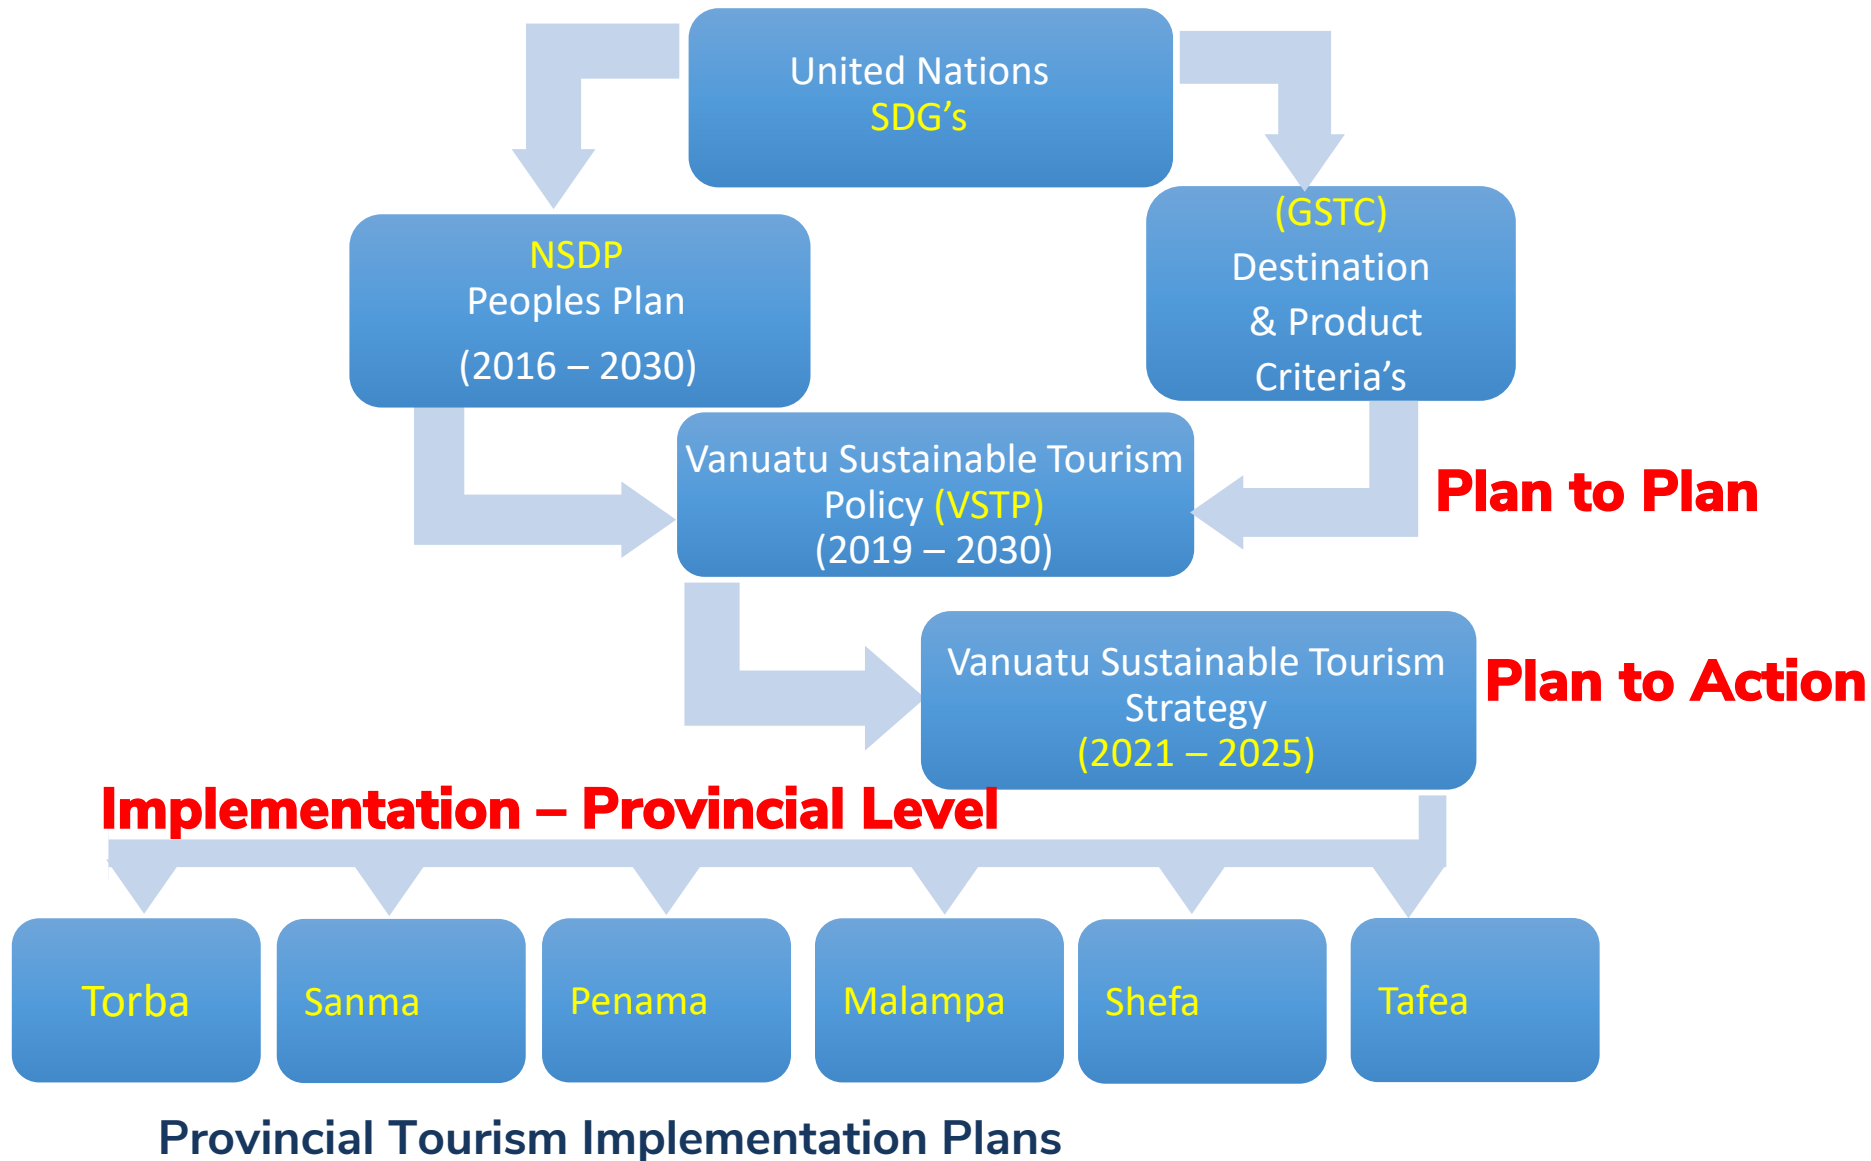 United Nations
SDG’s
NSDP
Peoples Plan
(2016 – 2030)
(GSTC)
Destination
& Product
Criteria’s
Vanuatu Sustainable Tourism
Policy (VSTP)
(2019 – 2030)
Plan to Plan
Vanuatu Sustainable Tourism
Strategy
(2021 – 2025)
Plan to Action
Implementation – Provincial Level
Torba
Sanma
Penama
Malampa
Shefa
Tafea
Provincial Tourism Implementation Plans